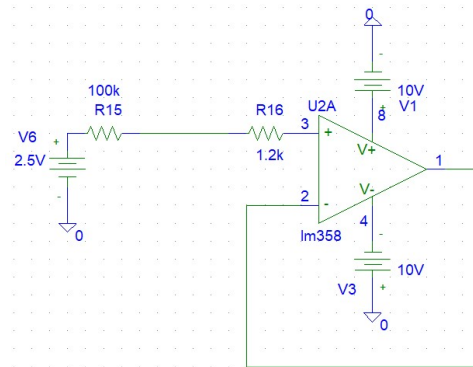 0
-
100k
R15
R16
U2A
10V
+
V1
8
V6
+
2.5V
3
+
V+
1.2k
1
-
V-
2
-
4
0
lm358
-
10V
V3
+
0